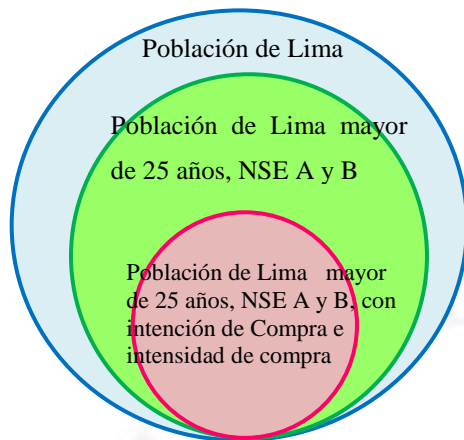 Población de Lima
Población de Lima mayor
de 25 años, NSE A y B
Población de Lima mayor
de 25 años, NSE A y B, con
intención de Compra e
intensidad de compra